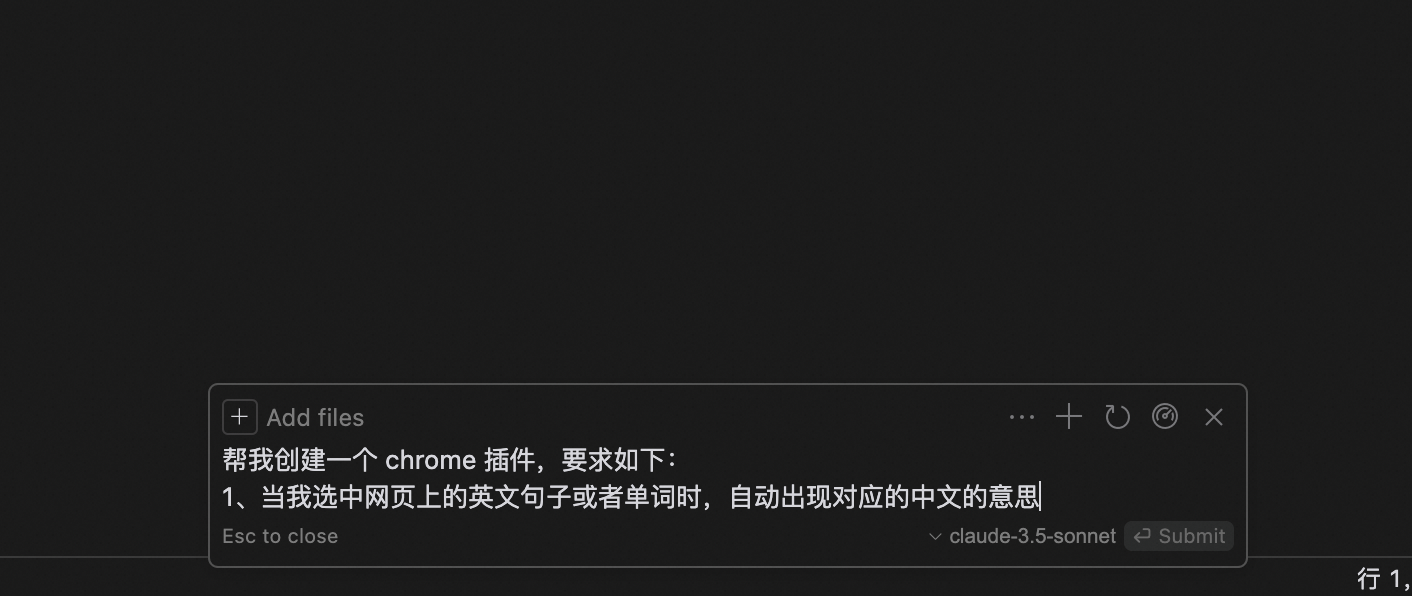 Add files
帮我创建一个 chrome 插件，要求如下：
1、当我选中网页上的英文句子或者单词时，自动出现对应的中文的意思
Esc to close
claude-3.5-sonnet
Submit
行 1,